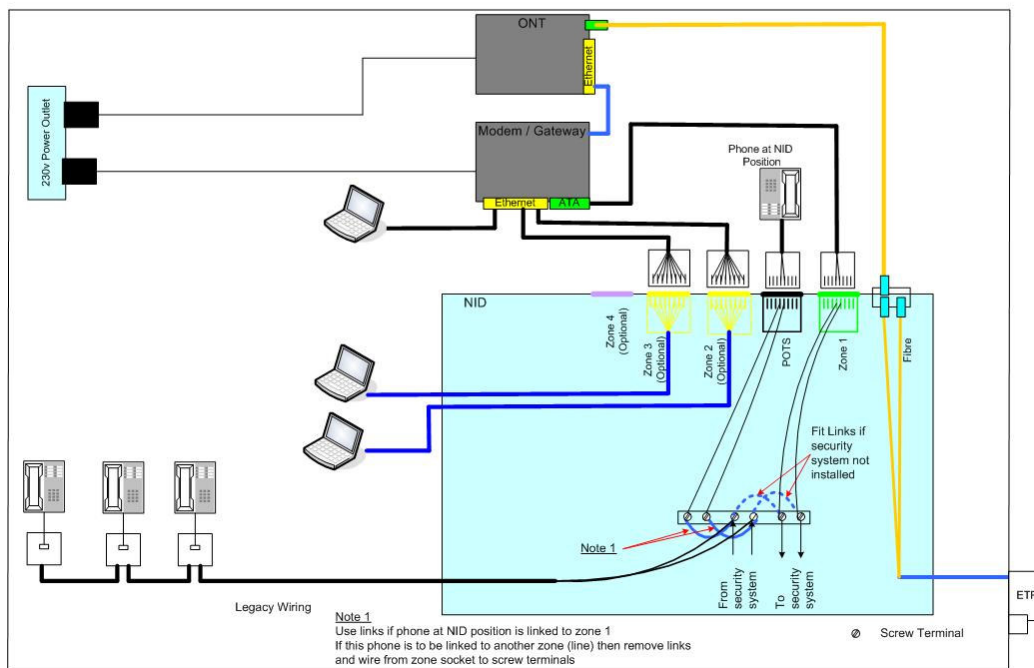 ONT
Ethernet
230v Power Outlet
Modem / Gateway
Ethernet
ATA
Phone at NID
Position
NID
Zone 4
(Optional)
Zone 3
(Optional)
Zone 2
(Optional)
POTS
Zone 1
Fibre
Fit Links if
security
system not
installed
Note 1
From
security
system
To
security
system
ETP
Legacy Wiring
Note 1
Use links if phone at NID position is linked to zone 1
If this phone is to be linked to another zone (line) then remove links
and wire from zone socket to screw terminals
Screw Terminal